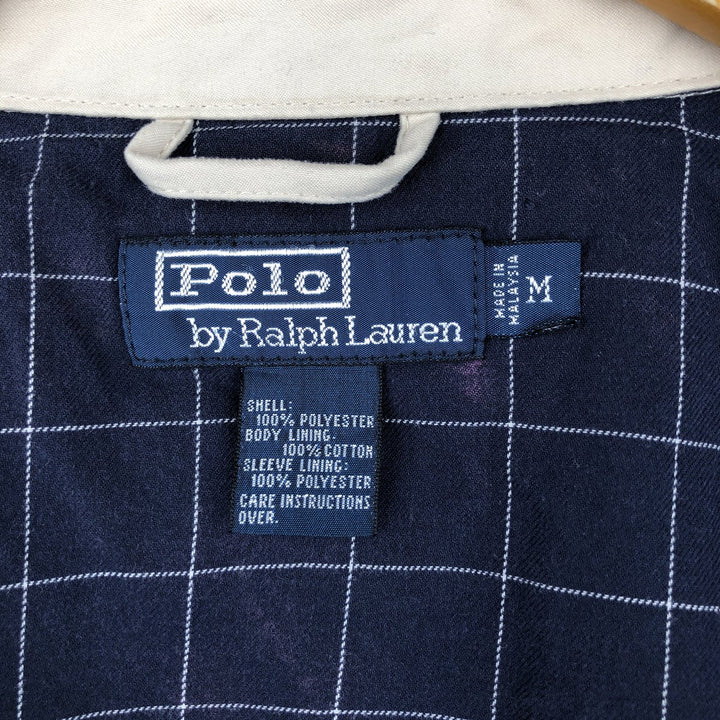 Polo
by Ralph Lauren
MADE IN
MALAYSIA
M
SHELL:
100% POLYESTER
BODY LINING:
100% COTTON
SLEEVE LINING:
100% POLYESTER
CARE INSTRUCTIONS
OVER.